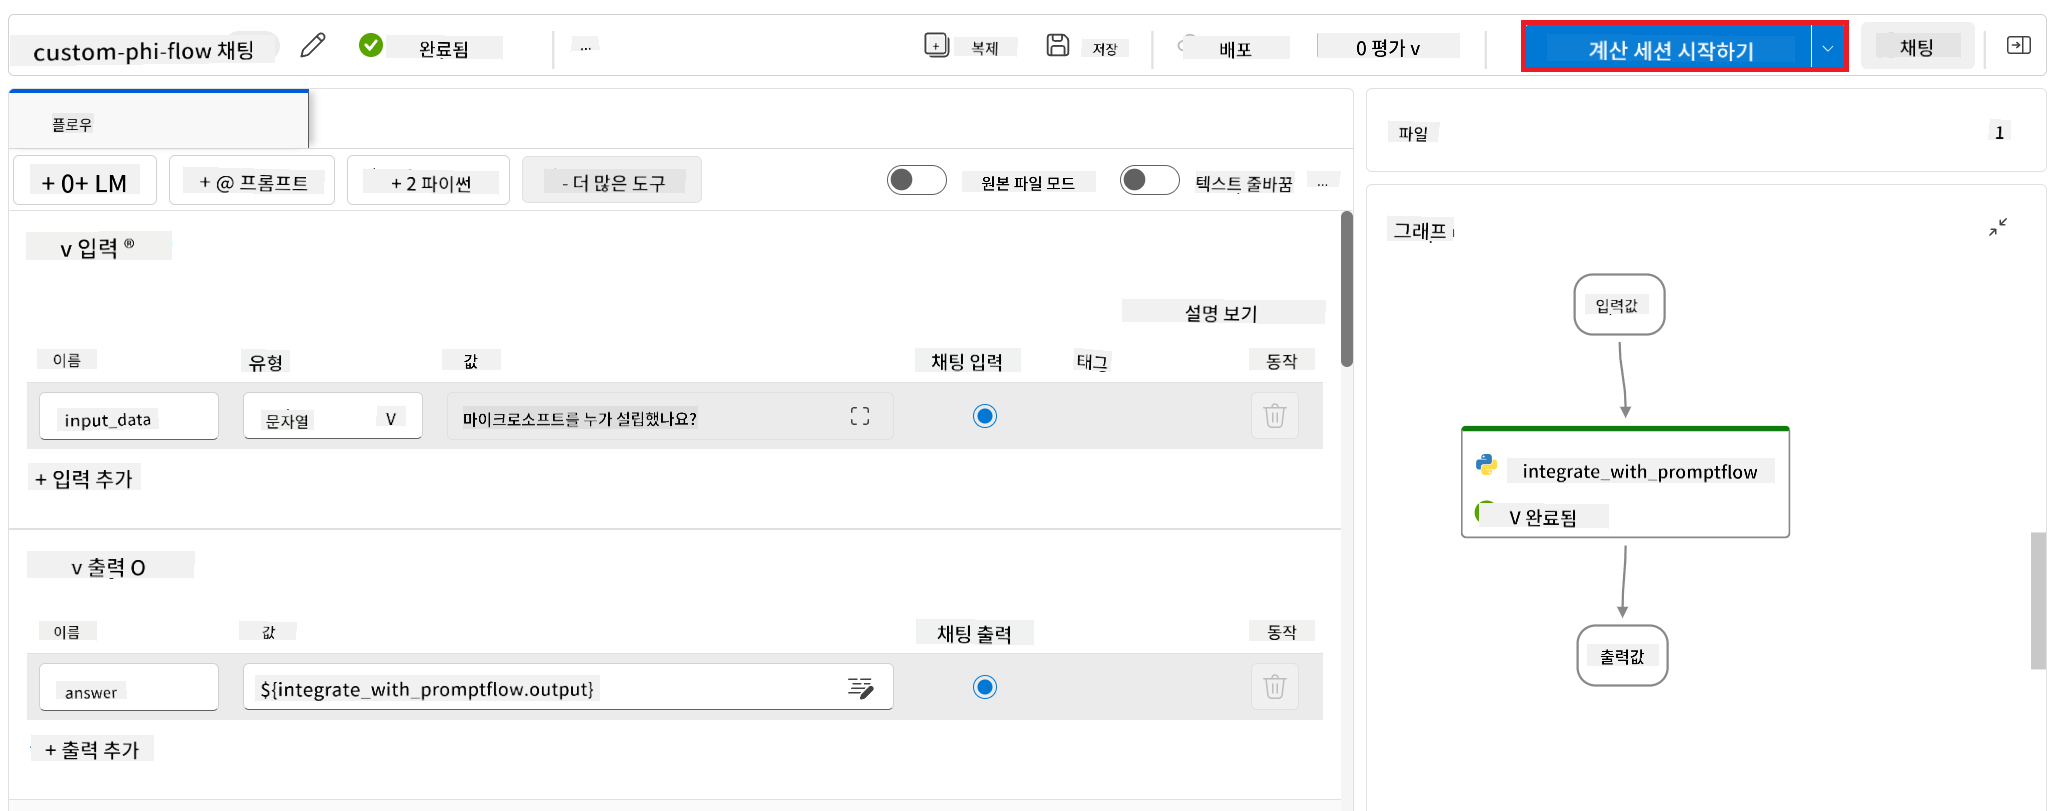 custom-phi-flow 채팅
완료됨
...
복제
저장
배포
0 평가 v
계산 세션 시작하기
채팅
플로우
+ 0+ LM
+ @ 프롬프트
+ 2 파이썬
- 더 많은 도구
원본 파일 모드
텍스트 줄바꿈
...
v 입력 ®
설명 보기
이름
유형
값
채팅 입력
태그
동작
input_data
문자열
V
마이크로소프트를 누가 설립했나요?
+ 입력 추가
v 출력 O
이름
값
채팅 출력
동작
answer
${integrate_with_promptflow.output}
+ 출력 추가
파일
1
그래프
입력값
integrate_with_promptflow
V 완료됨
출력값